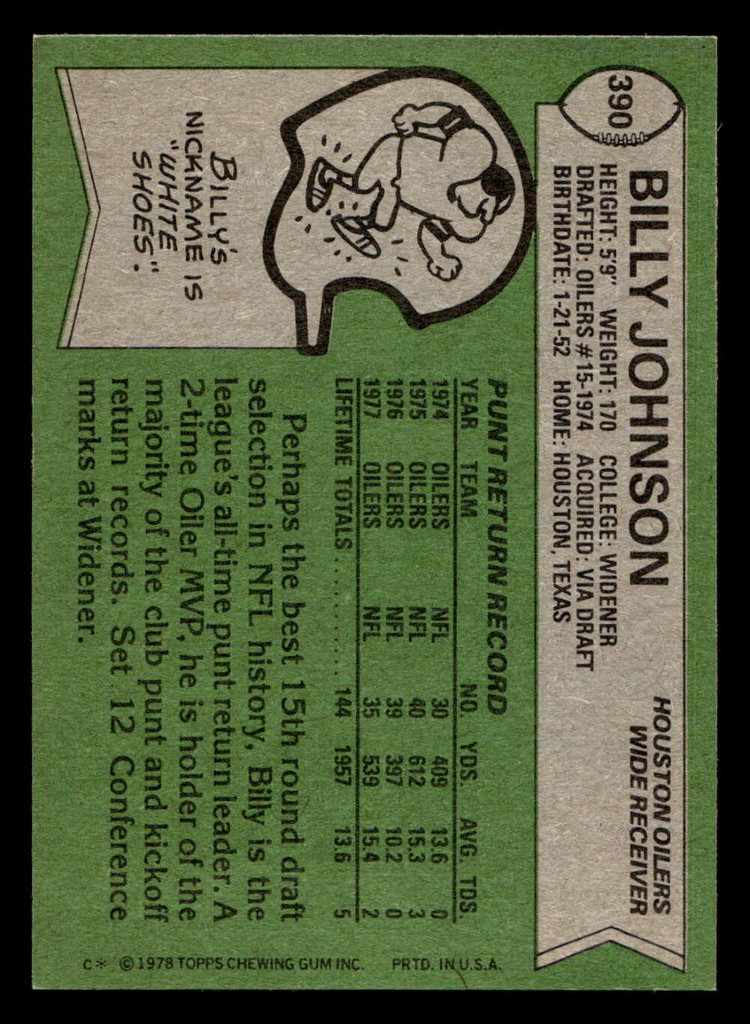 390
BILLY JOHNSON
HOUSTON OILERS
WIDE RECEIVER
HEIGHT: 5'9" WEIGHT: 170 COLLEGE: WIDENER
DRAFTED: OILERS #15-1974 ACQUIRED: VIA DRAFT
BIRTHDATE: 1-21-52 HOME: HOUSTON, TEXAS
BILLY'S
NICKNAME IS
"WHITE
SHOES".
PUNT RETURN RECORD
YEAR TEAM NO. YDS. AVG. TDS.
1974 OILERS NFL 30 409 13.6 0
1975 OILERS NFL 40 612 15.3 3
1976 OILERS NFL 39 397 10.2 0
1977 OILERS NFL 35 539 15.4 2
LIFETIME TOTALS .......... 144 1957 13.6 5
Perhaps the best 15th round draft
selection in NFL history, Billy is the
league's all-time punt return leader. A
2-time Oiler MVP, he is holder of the
majority of the club punt and kickoff
return records. Set 12 Conference
marks at Widener.
C* © 1978 TOPPS CHEWING GUM INC. PRTD. IN U.S.A.